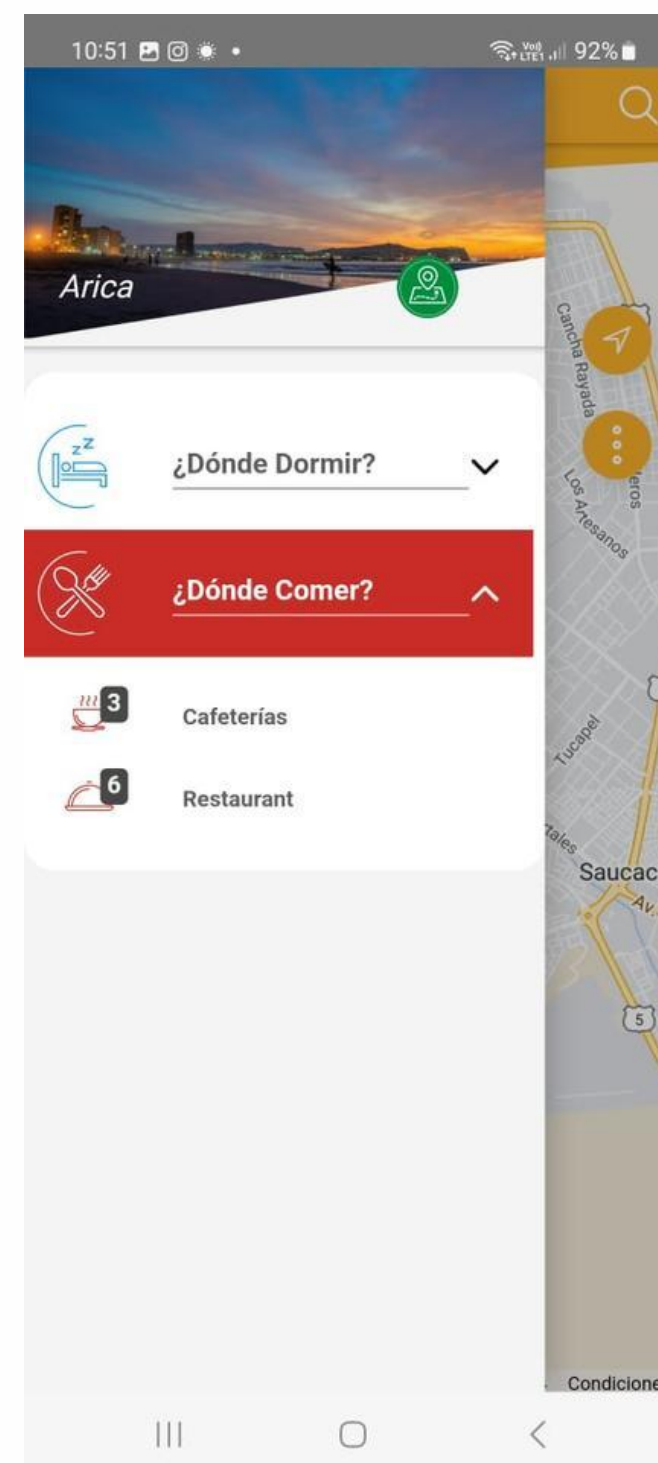 10:51
92%
Arica
¿Dónde Dormir?
¿Dónde Comer?
3
Cafeterías
6
Restaurant
Cancha Rayada
Los Artesanos
Tucapel
Saucac
Av.
5
Condicione